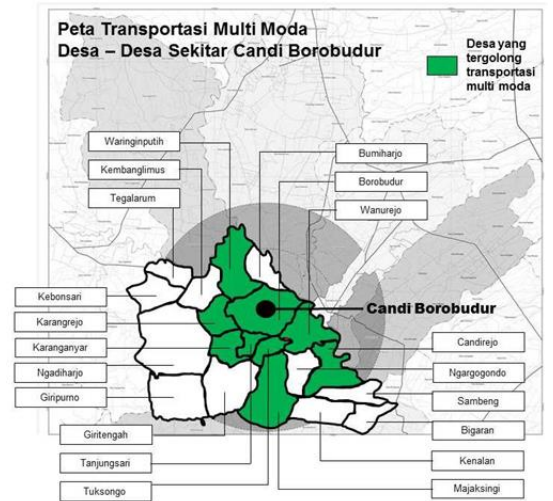 Peta Transportasi Multi Moda
Desa – Desa Sekitar Candi Borobudur
Desa yang
tergolong
transportasi
multi moda
Waringinputih
Kembanglimus
Tegalarum
Bumiharjo
Borobudur
Wanurejo
Candi Borobudur
Kebonsari
Karangrejo
Karanganyar
Ngadiharjo
Giripurno
Candirejo
Ngargogondo
Sambeng
Bigaran
Kenalan
Majaksingi
Giritengah
Tanjungsari
Tuksongo